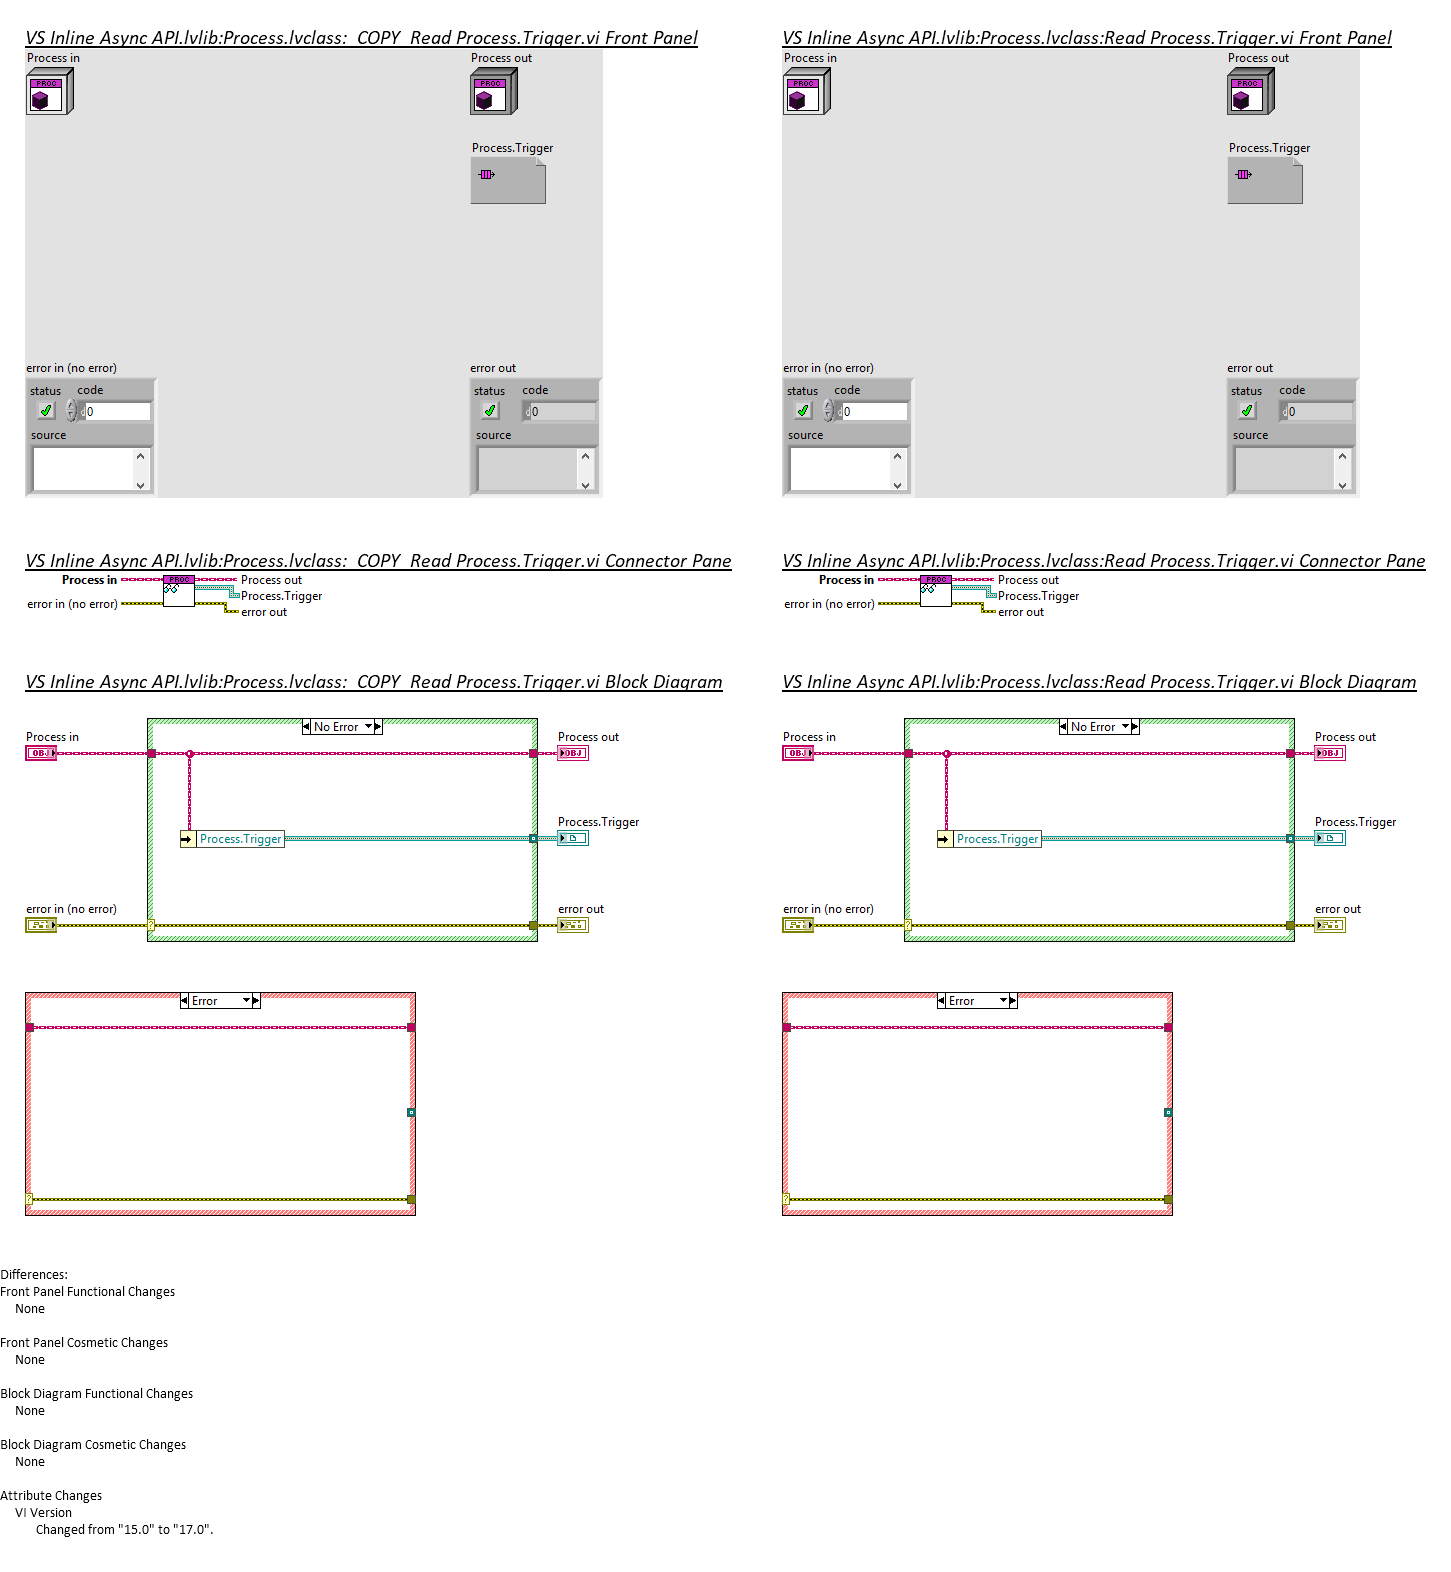 VS Inline Async API.lvlib:Process.lvclass:  COPY  Read Process.Trigger.vi Front Panel
Process in
PROC
Process out
PROC
Process.Trigger
error in (no error)
status code
d 0
source
error out
status code
d 0
source
VS Inline Async API.lvlib:Process.lvclass:Read Process.Trigger.vi Front Panel
Process in
PROC
Process out
PROC
Process.Trigger
error in (no error)
status code
d 0
source
error out
status code
d 0
source
VS Inline Async API.lvlib:Process.lvclass:  COPY  Read Process.Trigger.vi Connector Pane
Process in
PROC
Process out
Process.Trigger
error in (no error)
error out
VS Inline Async API.lvlib:Process.lvclass:Read Process.Trigger.vi Connector Pane
Process in
PROC
Process out
Process.Trigger
error in (no error)
error out
VS Inline Async API.lvlib:Process.lvclass:  COPY  Read Process.Trigger.vi Block Diagram
No Error
Process in
OBJ
Process out
OBJ
Process.Trigger
Process.Trigger
error in (no error)
?
error out
Error
?
VS Inline Async API.lvlib:Process.lvclass:Read Process.Trigger.vi Block Diagram
No Error
Process in
OBJ
Process out
OBJ
Process.Trigger
Process.Trigger
error in (no error)
?
error out
Error
?
Differences:
Front Panel Functional Changes
None
Front Panel Cosmetic Changes
None
Block Diagram Functional Changes
None
Block Diagram Cosmetic Changes
None
Attribute Changes
VI Version
Changed from "15.0" to "17.0".